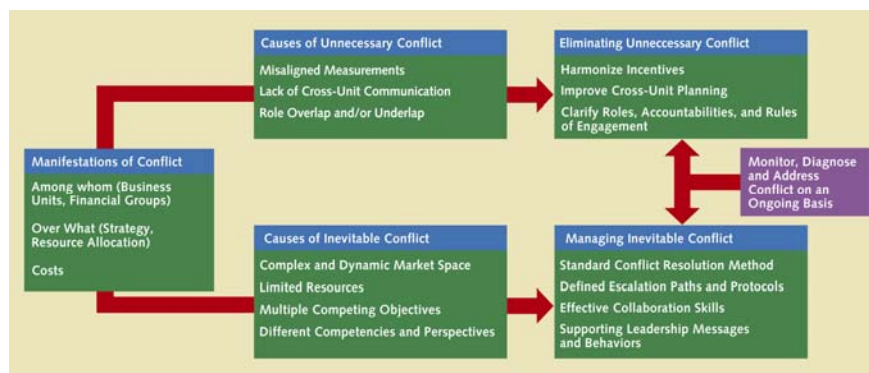 Causes of Unnecessary Conflict
Misaligned Measurements
Lack of Cross-Unit Communication
Role Overlap and/or Underlap
Eliminating Unneccessary Conflict
Harmonize Incentives
Improve Cross-Unit Planning
Clarify Roles, Accountabilities, and Rules
of Engagement
Manifestations of Conflict
Among whom (Business
Units, Financial Groups)
Over What (Strategy,
Resource Allocation)
Costs
Monitor, Diagnose
and Address
Conflict on an
Ongoing Basis
Causes of Inevitable Conflict
Complex and Dynamic Market Space
Limited Resources
Multiple Competing Objectives
Different Competencies and Perspectives
Managing Inevitable Conflict
Standard Conflict Resolution Method
Defined Escalation Paths and Protocols
Effective Collaboration Skills
Supporting Leadership Messages
and Behaviors